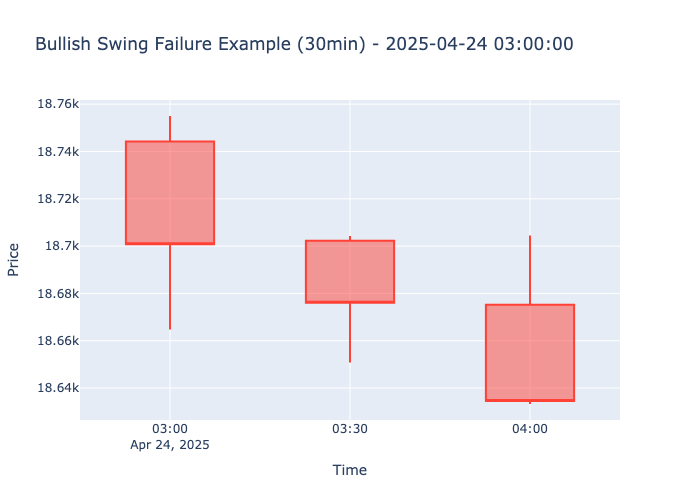 Bullish Swing Failure Example (30min) - 2025-04-24 03:00:00
18.76k
18.74k
18.72k
18.7k
18.68k
18.66k
18.64k
Price
03:00
Apr 24, 2025
03:30
04:00
Time